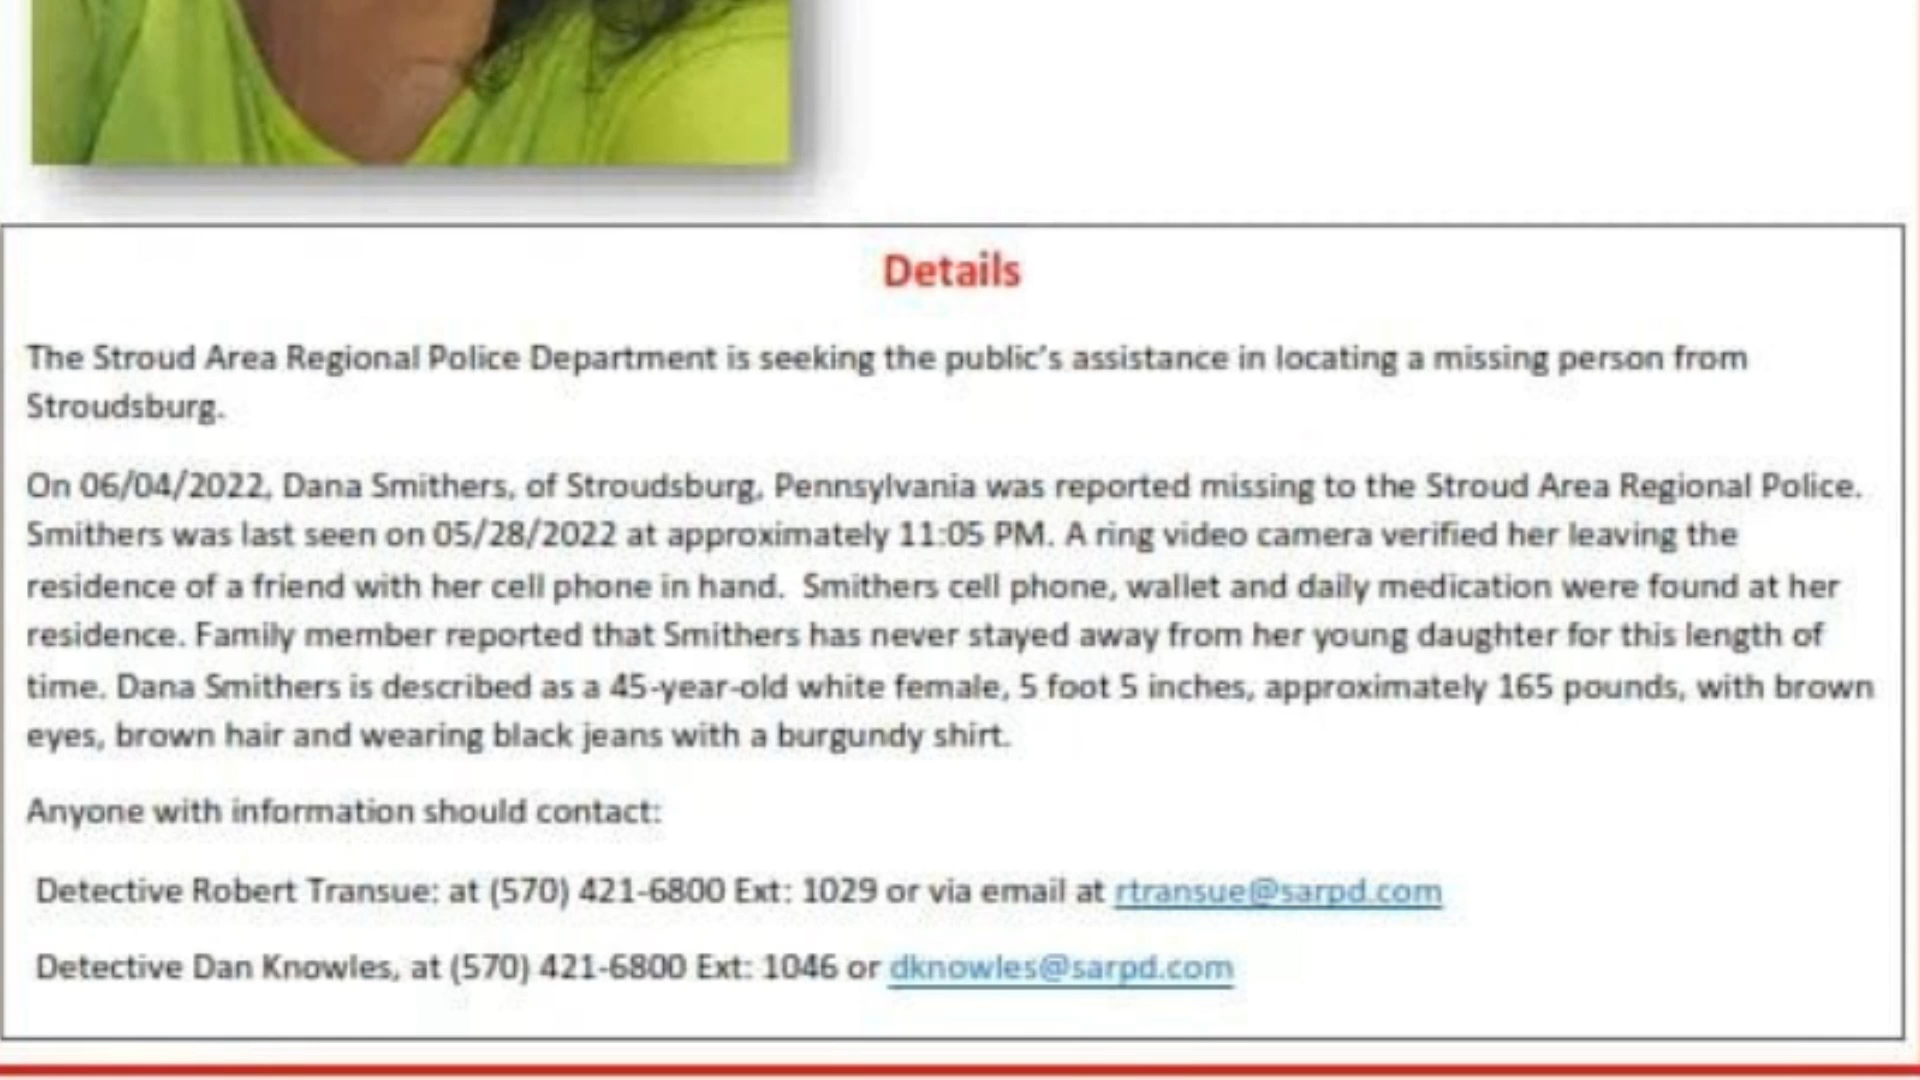 Details
The Stroud Area Regional Police Department is seeking the public's assistance in locating a missing person from
Stroudsburg.
On 06/04/2022, Dana Smithers, of Stroudsburg, Pennsylvania was reported missing to the Stroud Area Regional Police.
Smithers was last seen on 05/28/2022 at approximately 11:05 PM. A ring video camera verified her leaving the
residence of a friend with her cell phone in hand.  Smithers cell phone, wallet and daily medication were found at her
residence. Family member reported that Smithers has never stayed away from her young daughter for this length of
time. Dana Smithers is described as a 45-year-old white female, 5 foot 5 inches, approximately 165 pounds, with brown
eyes, brown hair and wearing black jeans with a burgundy shirt.
Anyone with information should contact:
Detective Robert Transue: at (570) 421-6800 Ext: 1029 or via email at rtransue@sarpd.com
Detective Dan Knowles, at (570) 421-6800 Ext: 1046 or dknowles@sarpd.com